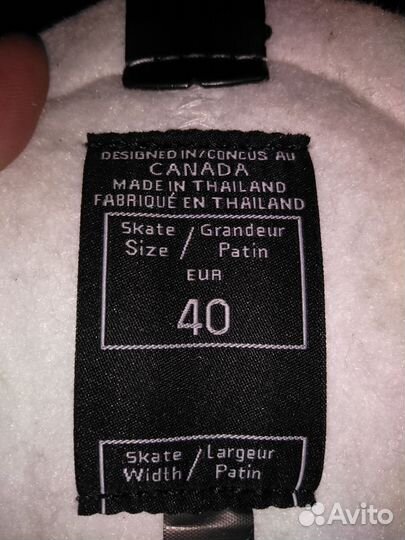 DESIGNED IN/CONCUS AU
CANADA
MADE IN THAILAND
FABRIQUÉ EN THAILAND
Skate / Grandeur
Size / Patin
EUR
40
Skate / Largeur
Width / Patin
Avito